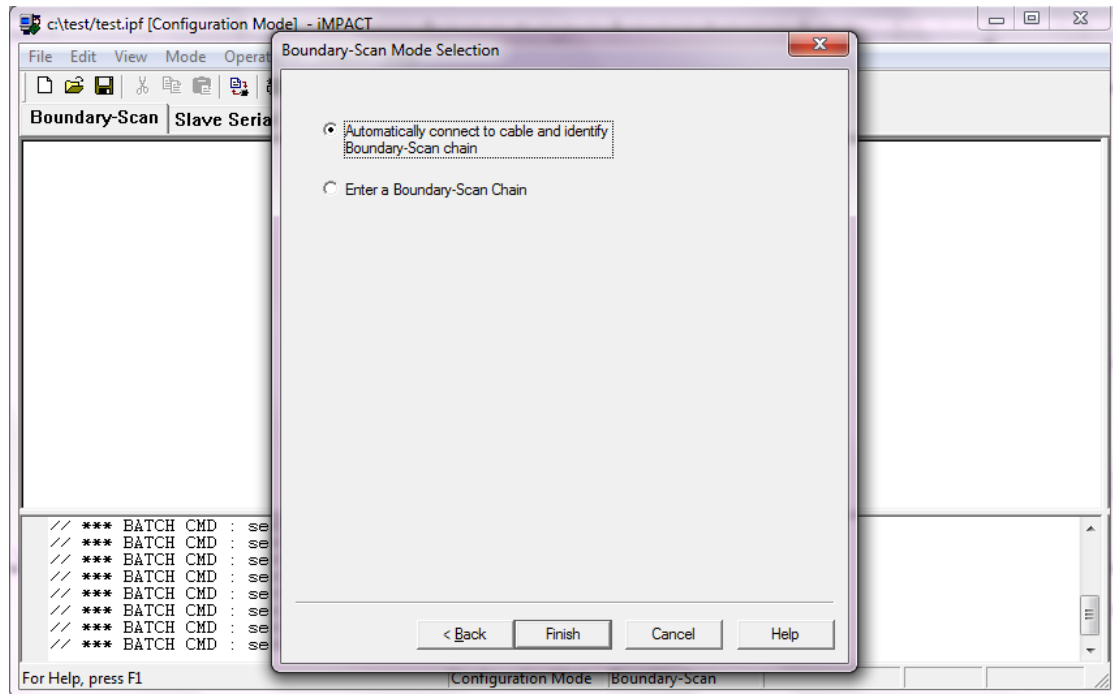 c:\test/test.ipf [Configuration Mode] - iMPACT
File Edit View Mode Operat
Boundary-Scan Slave Seria
Boundary-Scan Mode Selection
Automatically connect to cable and identify
Boundary-Scan chain
Enter a Boundary-Scan Chain
// *** BATCH CMD : se
// *** BATCH CMD : se
// *** BATCH CMD : se
// *** BATCH CMD : se
// *** BATCH CMD : se
// *** BATCH CMD : se
// *** BATCH CMD : se
// *** BATCH CMD : se
< Back Finish Cancel Help
For Help, press F1 Configuration Mode Boundary-Scan